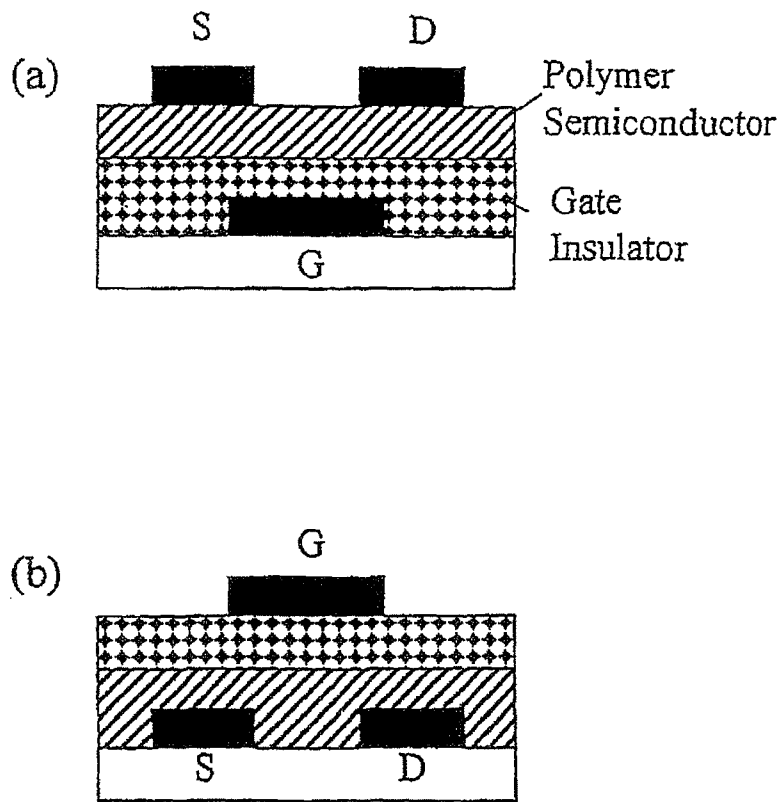 S D
(a)
Polymer
Semiconductor
Gate
Insulator
G
G
(b)
S D